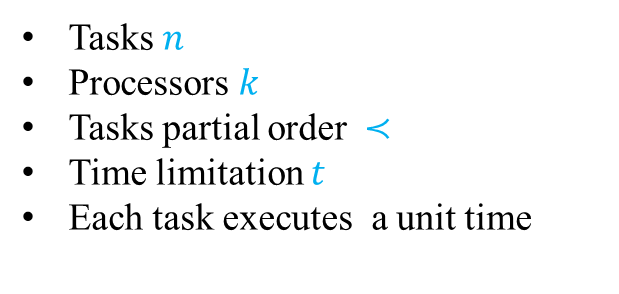 • Tasks n
• Processors k
• Tasks partial order ≺
• Time limitation t
• Each task executes a unit time